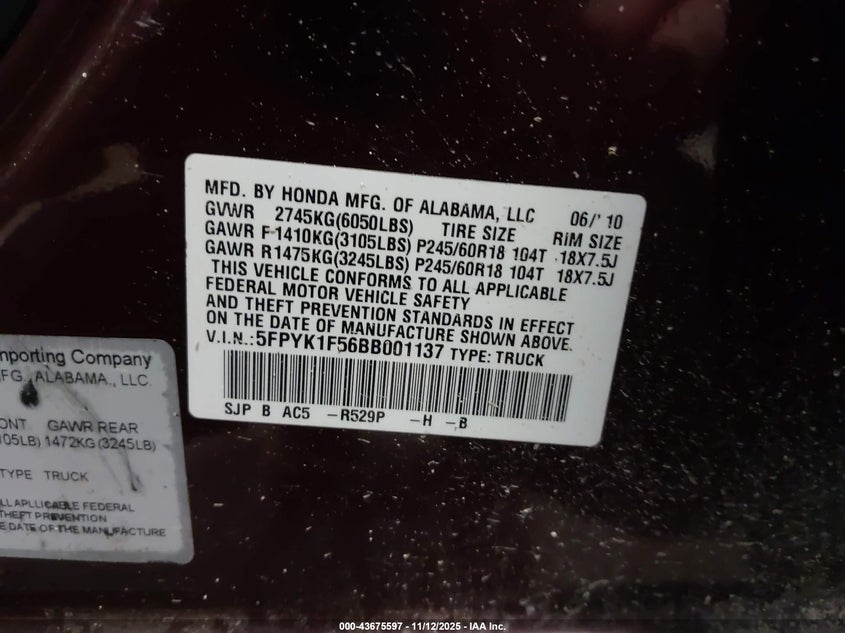 MFD. BY HONDA MFG. OF ALABAMA, LLC 06/'10
GVWR 2745KG(6050LBS) TIRE SIZE RIM SIZE
GAWR F 1410KG(3105LBS) P245/60R18 104T 18X7.5J
GAWR R 1475KG(3245LBS) P245/60R18 104T 18X7.5J
THIS VEHICLE CONFORMS TO ALL APPLICABLE
FEDERAL MOTOR VEHICLE SAFETY
AND THEFT PREVENTION STANDARDS IN EFFECT
ON THE DATE OF MANUFACTURE SHOWN ABOVE.
V.I.N.:5FPYK1F56BB001137 TYPE: TRUCK
SJP B AC5 -R529P -H -B
mporting Company
FG. ALABAMA., LLC.
ONT GAWR REAR
105LB) 1472KG (3245LB)
TYPE TRUCK
LL APLLICABLE FEDERAL
THEFT PREVENTION
E DATE OF THE MANUFACTURE
000-43675597 - 11/12/2025 - IAA Inc.